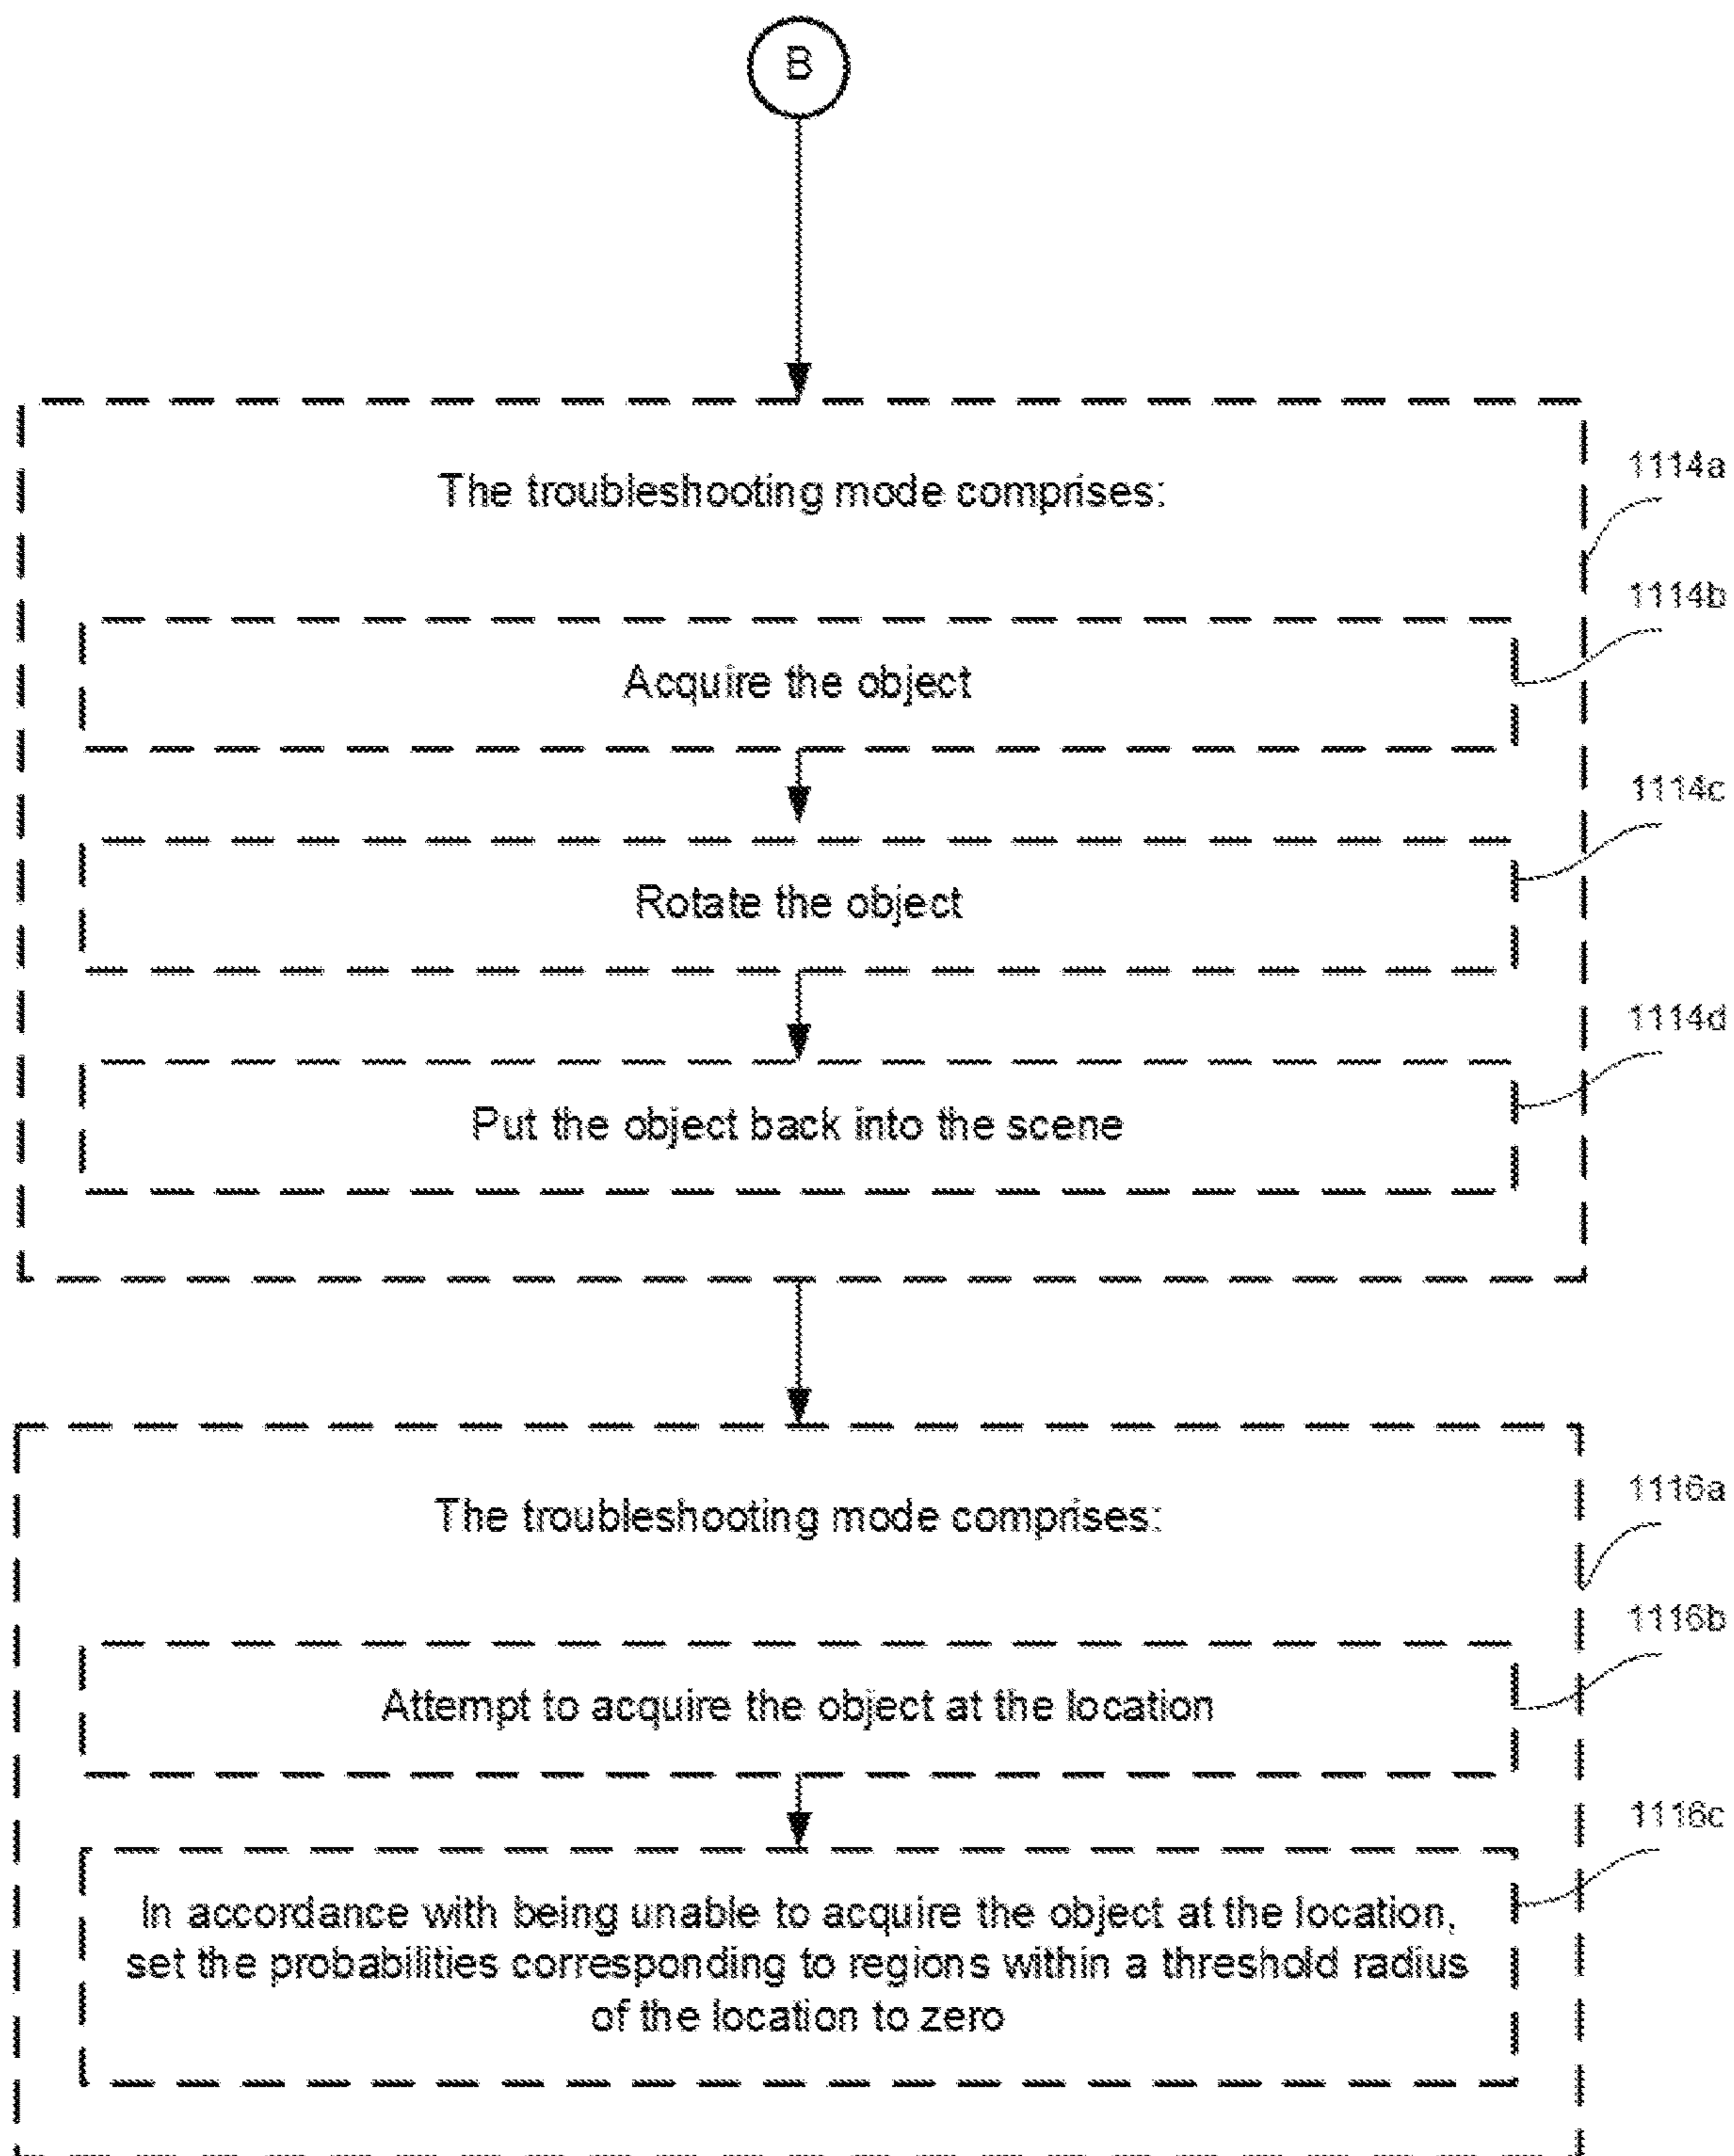 B
The troubleshooting mode comprises:
1114a
1114b
Acquire the object
1114c
Rotate the object
1114d
Put the object back into the scene
The troubleshooting mode comprises:
1116a
1116b
Attempt to acquire the object at the location
1116c
In accordance with being unable to acquire the object at the location,
set the probabilities corresponding to regions within a threshold radius
of the location to zero